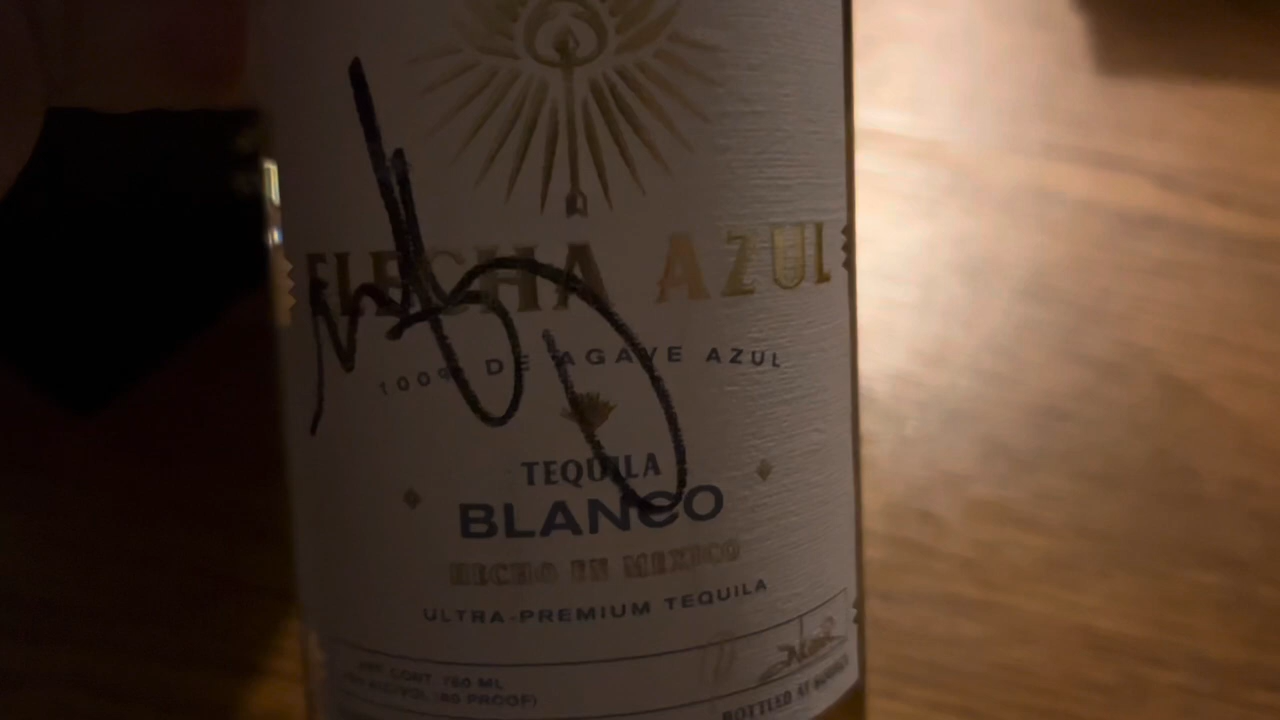 FLECHA AZUL
100% DE AGAVE AZUL
TEQUILA
BLANCO
HECHO EN MEXICO
ULTRA-PREMIUM TEQUILA
CONT. 750 ML
(80 PROOF)
BOTTLED AT